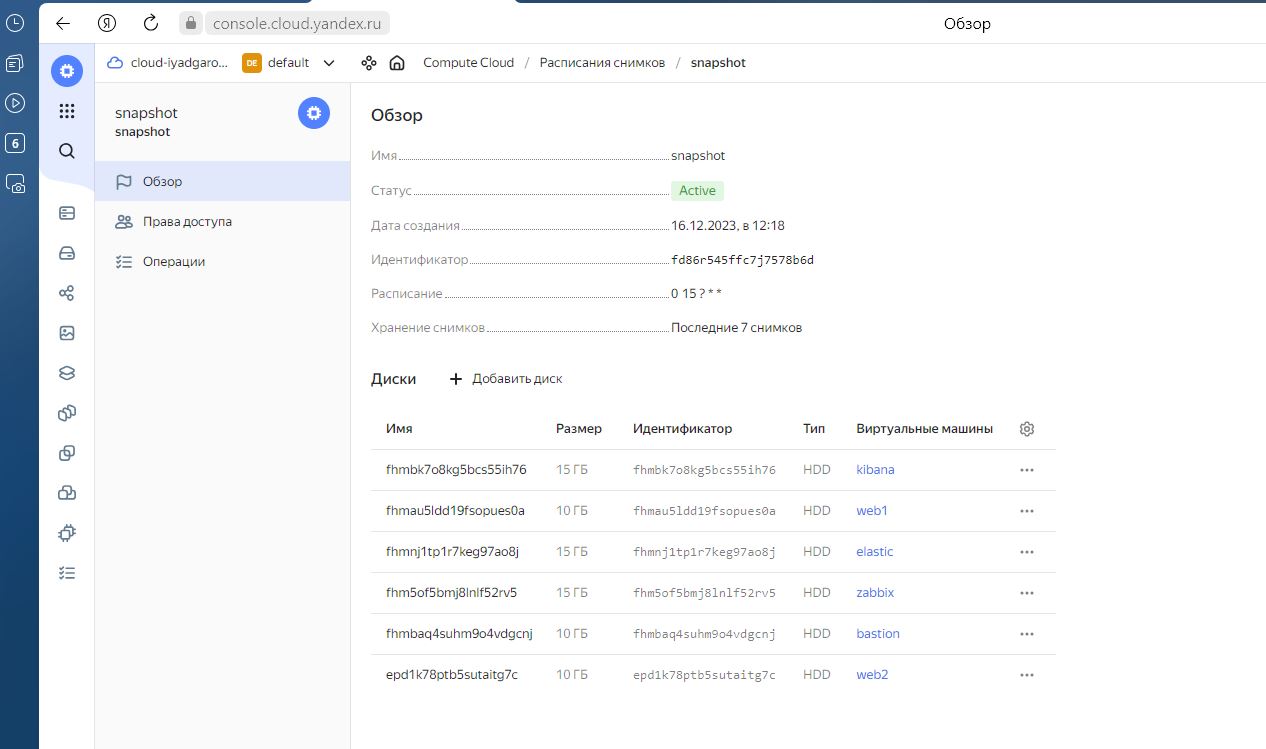 6
Я
console.cloud.yandex.ru
Обзор
cloud-iyadgaro...
DE
default
Compute Cloud / Расписания снимков / snapshot
snapshot
snapshot
Обзор
Права доступа
Операции
Обзор
Имя snapshot
Статус Active
Дата создания 16.12.2023, в 12:18
Идентификатор fd86r545ffc7j7578b6d
Расписание 0 15 ? * *
Хранение снимков Последние 7 снимков
Диски + Добавить диск
Имя Размер Идентификатор Тип Виртуальные машины
fhmbk7o8kg5bcs55ih76 15 ГБ fhmbk7o8kg5bcs55ih76 HDD kibana
fhmau5ldd19fsopues0a 10 ГБ fhmau5ldd19fsopues0a HDD web1
fhmnj1tp1r7keg97ao8j 15 ГБ fhmnj1tp1r7keg97ao8j HDD elastic
fhm5of5bmj8lnlf52rv5 15 ГБ fhm5of5bmj8lnlf52rv5 HDD zabbix
fhmbaq4suhm9o4vdgcnj 10 ГБ fhmbaq4suhm9o4vdgcnj HDD bastion
epd1k78ptb5sutaitg7c 10 ГБ epd1k78ptb5sutaitg7c HDD web2